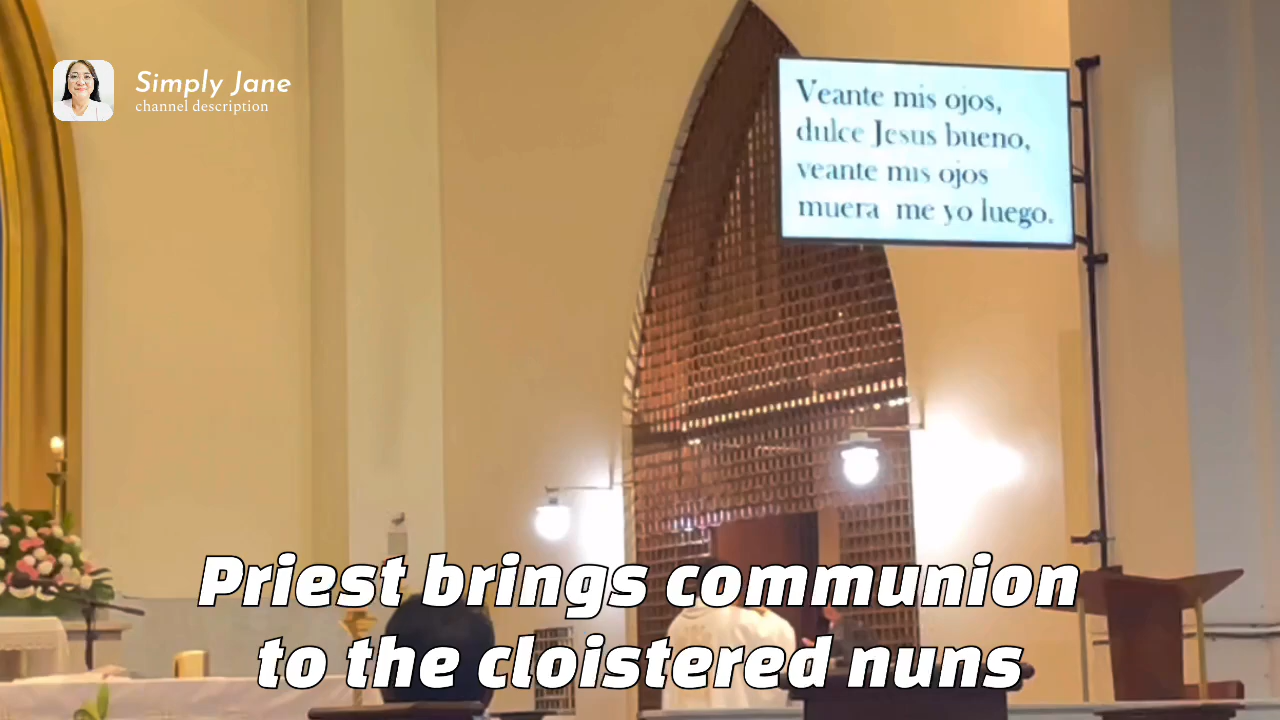 Simply Jane
channel description
Veante mis ojos,
dulce Jesus bueno,
veante mis ojos
muera me yo luego.
Priest brings communion
to the cloistered nuns